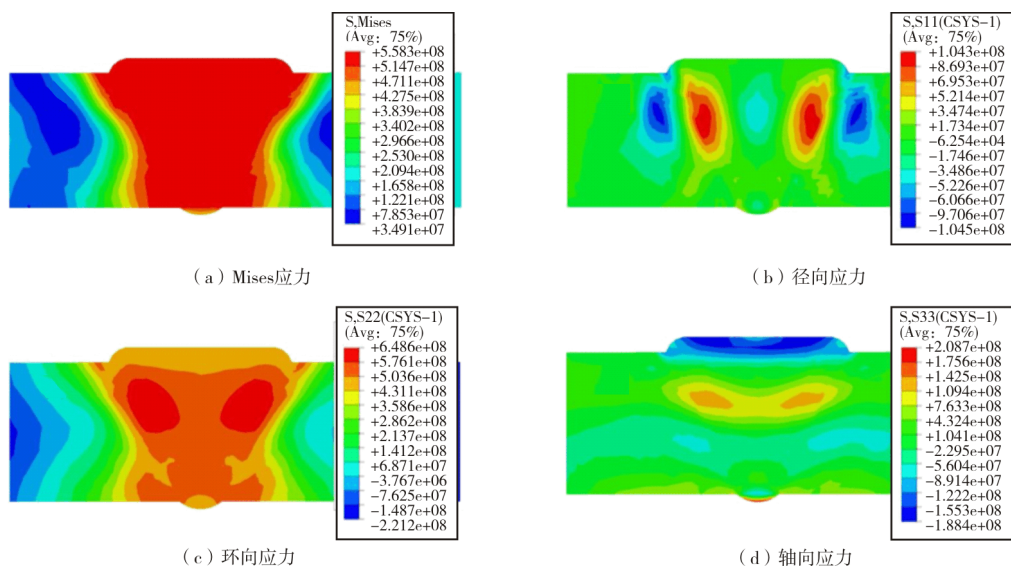 S,Mises
(Avg: 75%)
+5.583e+08
+5.147e+08
+4.711e+08
+4.275e+08
+3.839e+08
+3.402e+08
+2.966e+08
+2.530e+08
+2.094e+08
+1.658e+08
+1.221e+08
+7.853e+07
+3.491e+07
(a) Mises应力
S,S11(CSYS-1)
(Avg: 75%)
+1.043e+08
+8.693e+07
+6.953e+07
+5.214e+07
+3.474e+07
+1.734e+07
-6.254e+04
-1.746e+07
-3.486e+07
-5.226e+07
-6.066e+07
-9.706e+07
-1.045e+08
(b) 径向应力
S,S22(CSYS-1)
(Avg: 75%)
+6.486e+08
+5.761e+08
+5.036e+08
+4.311e+08
+3.586e+08
+2.862e+08
+2.137e+08
+1.412e+08
+6.871e+07
-3.767e+06
-7.625e+07
-1.487e+08
-2.212e+08
(c) 环向应力
S,S33(CSYS-1)
(Avg: 75%)
+2.087e+08
+1.756e+08
+1.425e+08
+1.094e+08
+7.633e+07
+4.324e+07
+1.041e+08
-2.295e+07
-5.604e+07
-8.914e+07
-1.222e+08
-1.553e+08
-1.884e+08
(d) 轴向应力